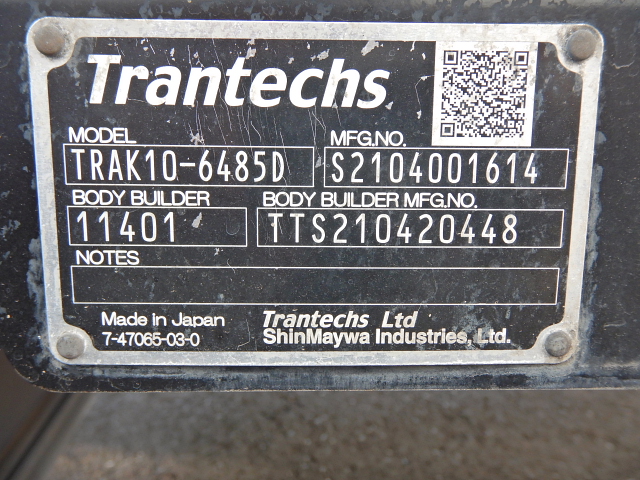 Trantechs
MODEL MFG.NO.
TRAK10-6485D S2104001614
BODY BUILDER BODY BUILDER MFG.NO.
11401 TTS210420448
NOTES
Made in Japan Trantechs Ltd
7-47065-03-0 ShinMaywa Industries, Ltd.